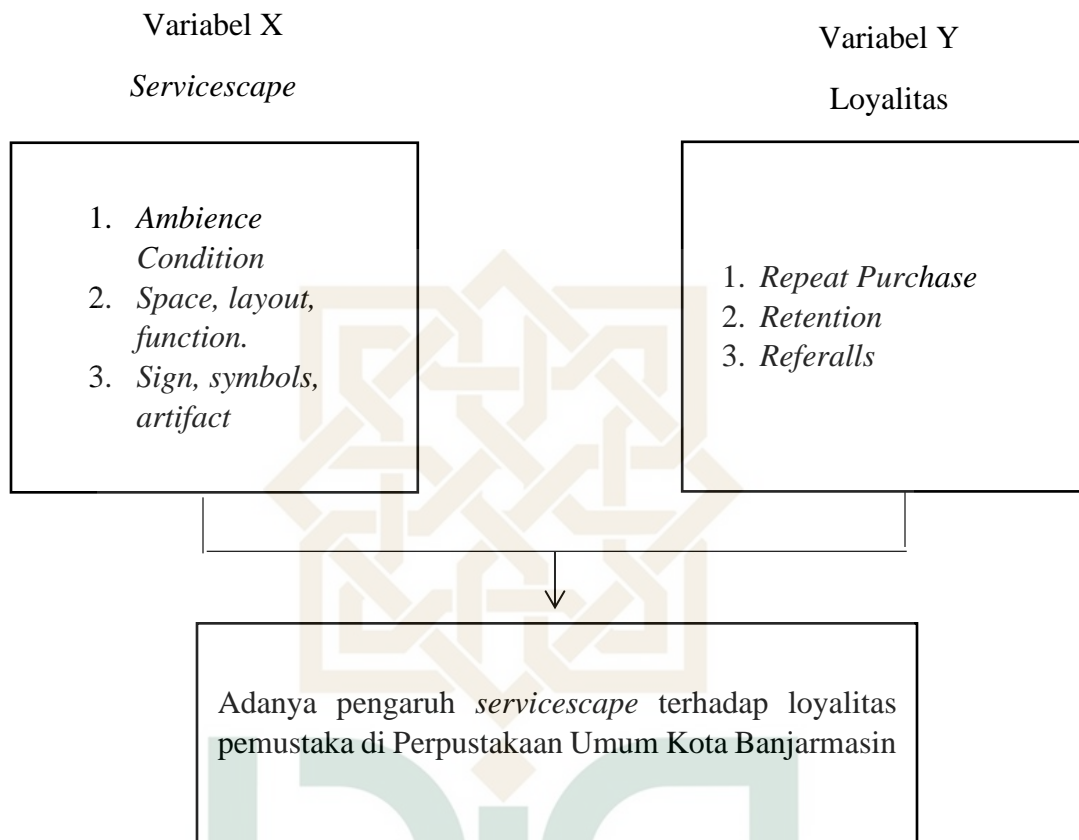 Variabel X
Servicescape
1. Ambience
Condition
2. Space, layout,
function.
3. Sign, symbols,
artifact
Variabel Y
Loyalitas
1. Repeat Purchase
2. Retention
3. Referalls
Adanya pengaruh servicescape terhadap loyalitas
pemustaka di Perpustakaan Umum Kota Banjarmasin